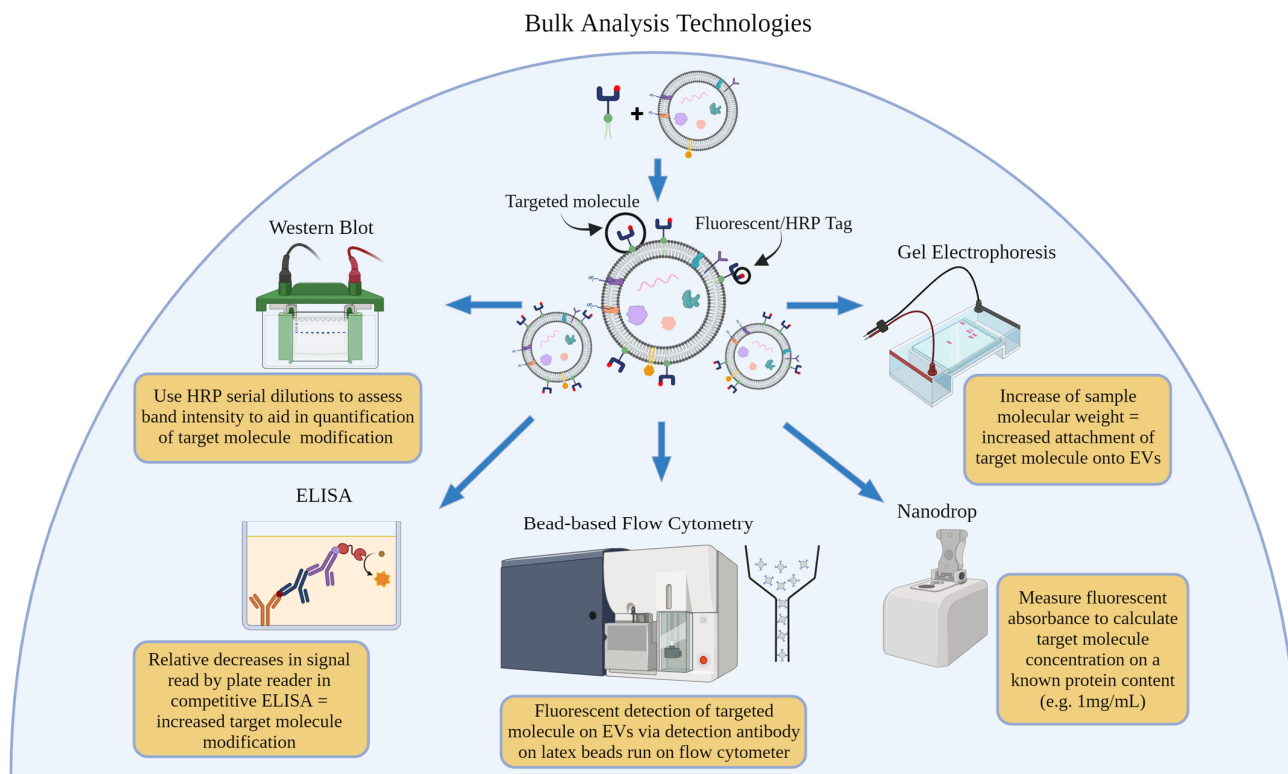 Bulk Analysis Technologies
+
Targeted molecule
Fluorescent/HRP Tag
Western Blot
Use HRP serial dilutions to assess
band intensity to aid in quantification
of target molecule modification
Gel Electrophoresis
Increase of sample
molecular weight =
increased attachment of
target molecule onto EVs
ELISA
Relative decreases in signal
read by plate reader in
competitive ELISA =
increased target molecule
modification
Bead-based Flow Cytometry
Fluorescent detection of targeted
molecule on EVs via detection antibody
on latex beads run on flow cytometer
Nanodrop
Measure fluorescent
absorbance to calculate
target molecule
concentration on a
known protein content
(e.g. 1mg/mL)